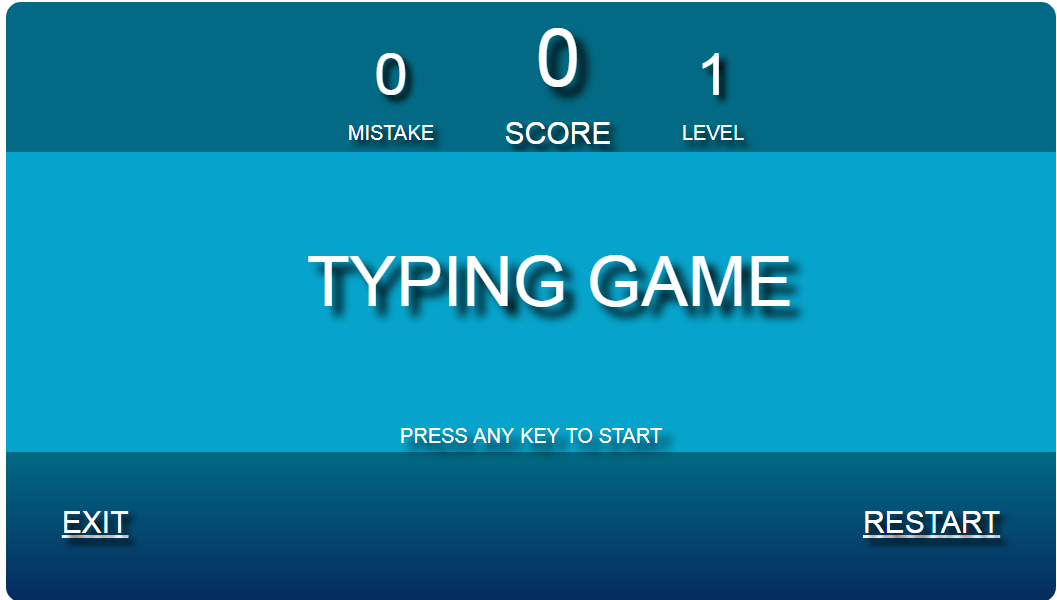 0 0 1
MISTAKE SCORE LEVEL
TYPING GAME
PRESS ANY KEY TO START
EXIT RESTART